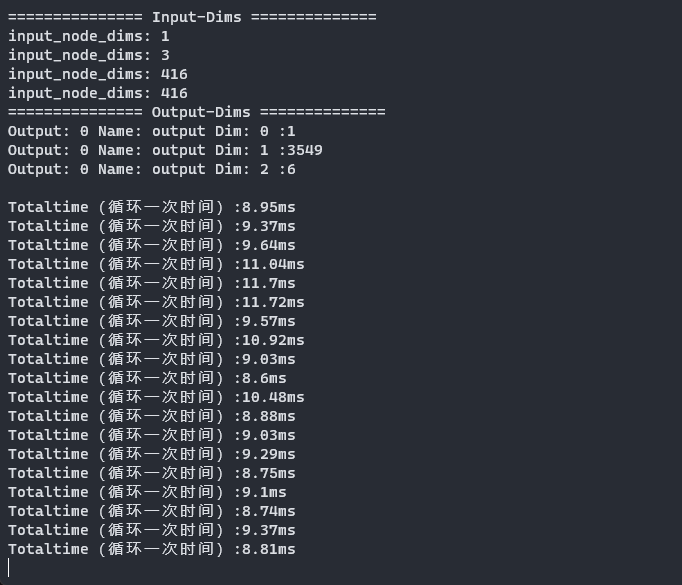 =============== Input-Dims ==============
input_node_dims: 1
input_node_dims: 3
input_node_dims: 416
input_node_dims: 416
=============== Output-Dims ==============
Output: 0 Name: output Dim: 0 :1
Output: 0 Name: output Dim: 1 :3549
Output: 0 Name: output Dim: 2 :6
Totaltime (循环一次时间) :8.95ms
Totaltime (循环一次时间) :9.37ms
Totaltime (循环一次时间) :9.64ms
Totaltime (循环一次时间) :11.04ms
Totaltime (循环一次时间) :11.7ms
Totaltime (循环一次时间) :11.72ms
Totaltime (循环一次时间) :9.57ms
Totaltime (循环一次时间) :10.92ms
Totaltime (循环一次时间) :9.03ms
Totaltime (循环一次时间) :8.6ms
Totaltime (循环一次时间) :10.48ms
Totaltime (循环一次时间) :8.88ms
Totaltime (循环一次时间) :9.03ms
Totaltime (循环一次时间) :9.29ms
Totaltime (循环一次时间) :8.75ms
Totaltime (循环一次时间) :9.1ms
Totaltime (循环一次时间) :8.74ms
Totaltime (循环一次时间) :9.37ms
Totaltime (循环一次时间) :8.81ms